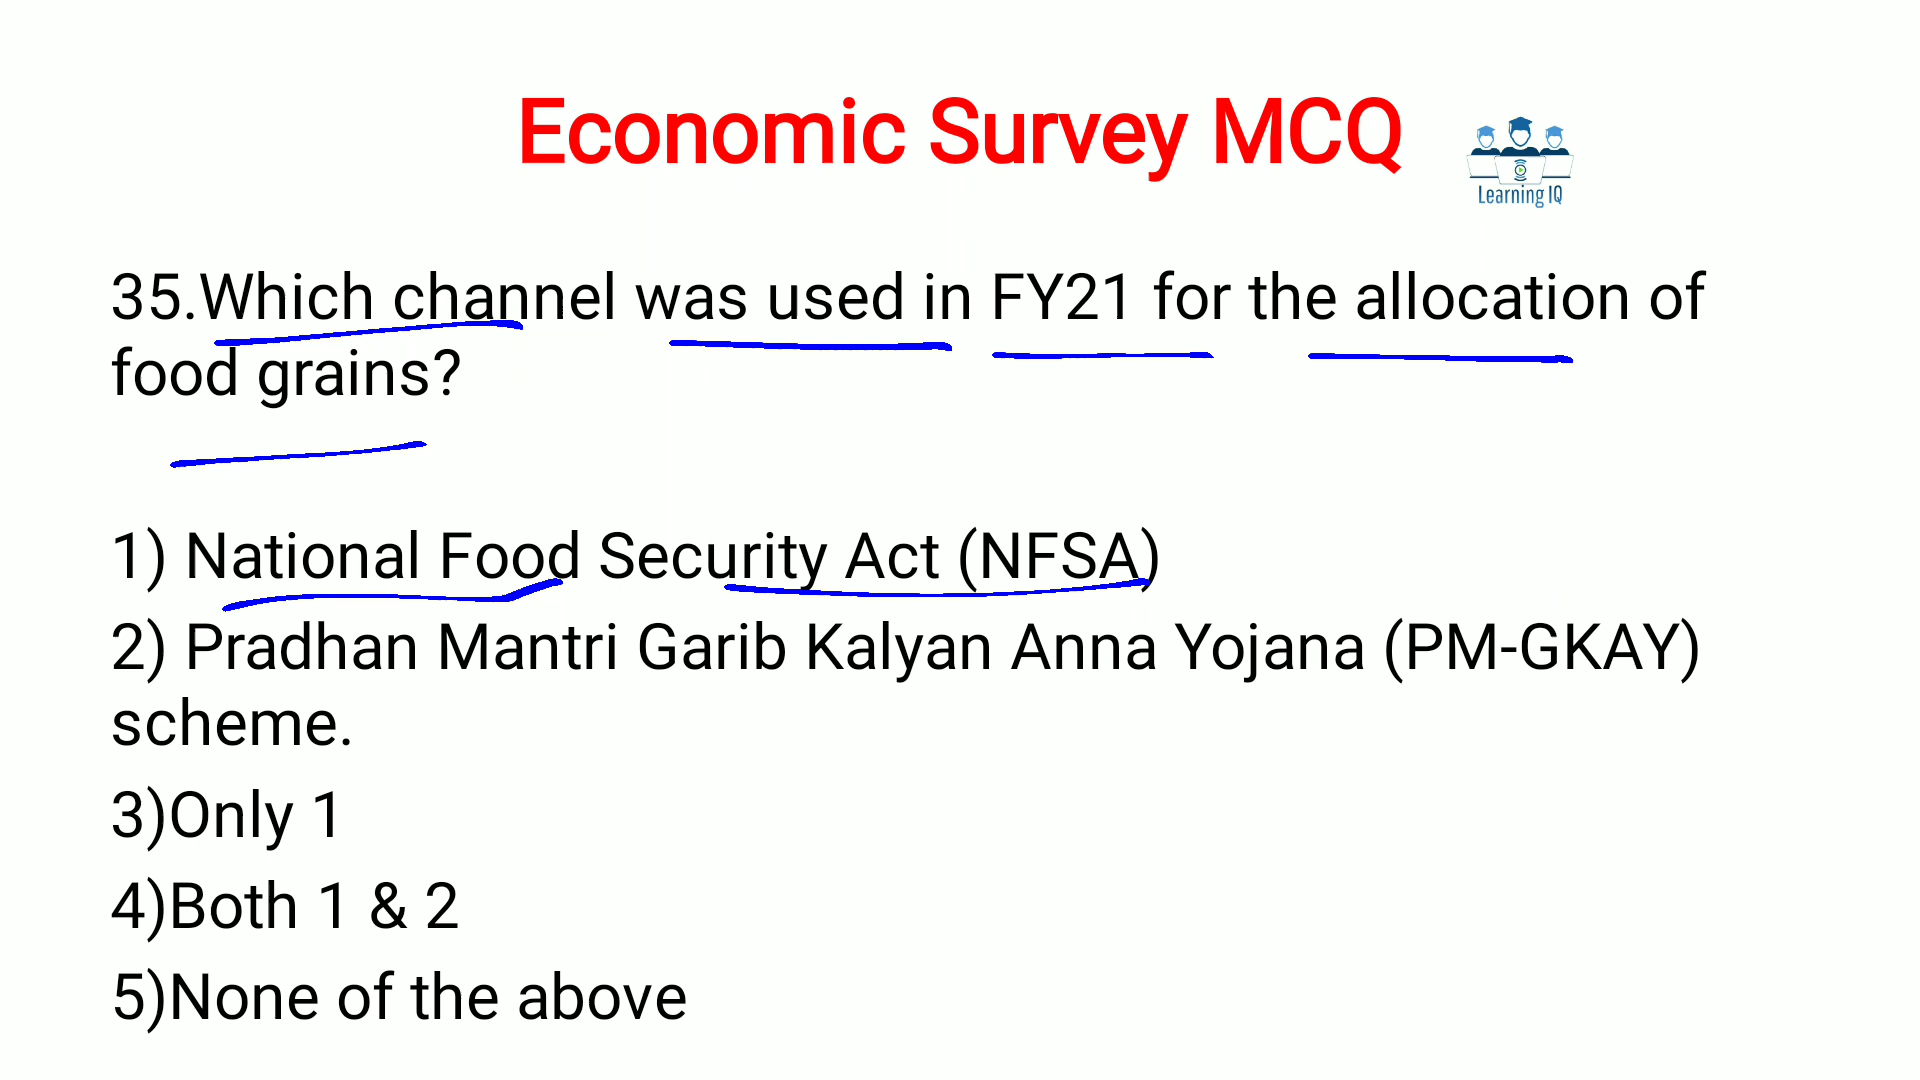 Economic Survey MCQ
Learning IQ
35.Which channel was used in FY21 for the allocation of
food grains?
1) National Food Security Act (NFSA)
2) Pradhan Mantri Garib Kalyan Anna Yojana (PM-GKAY)
scheme.
3)Only 1
4)Both 1 & 2
5)None of the above